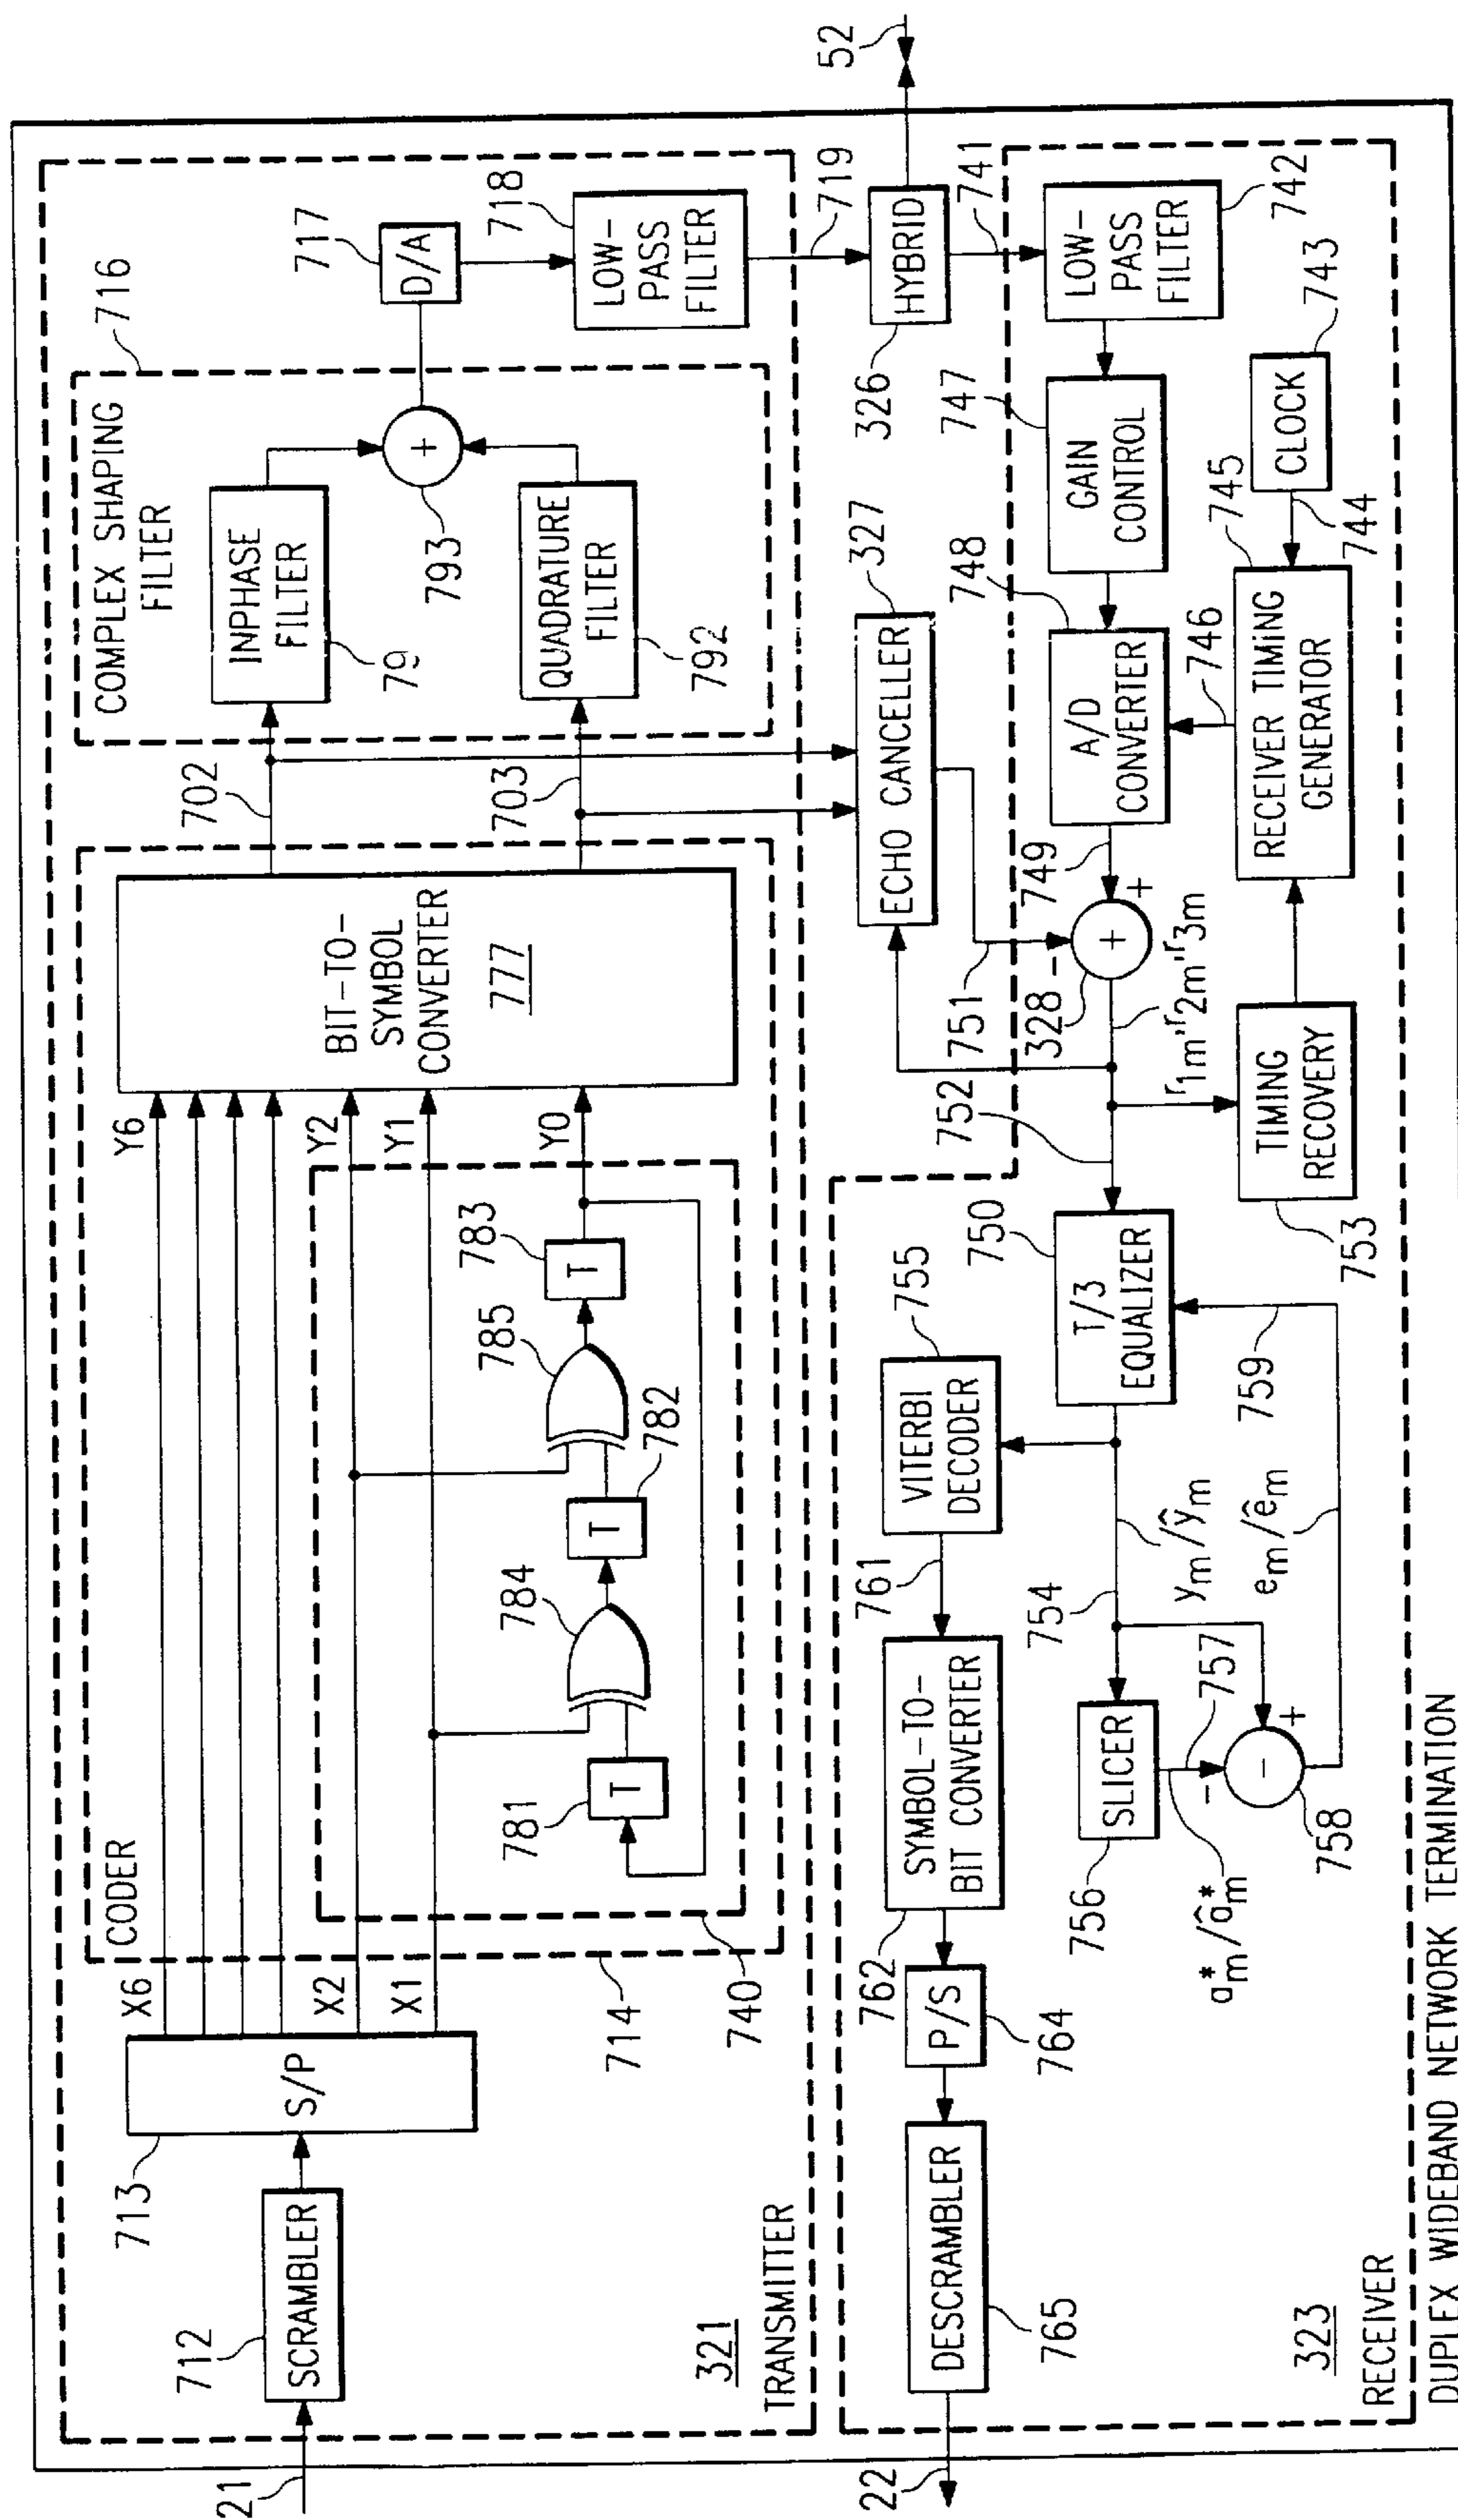 21
712
SCRAMBLER
713
S/P
X6
X2
X1
321
TRANSMITTER
CODER
714
740
781
T
784
782
T
785
783
T
Y6
Y2
Y1
Y0
BIT-TO-
SYMBOL
CONVERTER
777
702
703
COMPLEX SHAPING
FILTER
716
INPHASE
FILTER
79
QUADRATURE
FILTER
792
+
793
717
D/A
718
LOW-
PASS
FILTER
719
HYBRID
326
52
741
ECHO CANCELLER
327
LOW-
PASS
FILTER
742
747
GAIN
CONTROL
748
A/D
CONVERTER
CLOCK
743
744
745
746
RECEIVER TIMING
GENERATOR
749
+
+
-
328
751
r1m,r2m,r3m
752
TIMING
RECOVERY
753
750
T/3
EQUALIZER
755
VITERBI
DECODER
759
754
ym/ŷm
em/êm
761
SYMBOL-TO-
BIT CONVERTER
762
SLICER
756
757
-
+
-
758
a*m/â*m
P/S
764
DESCRAMBLER
765
22
323
RECEIVER
DUPLEX WIDEBAND NETWORK TERMINATION